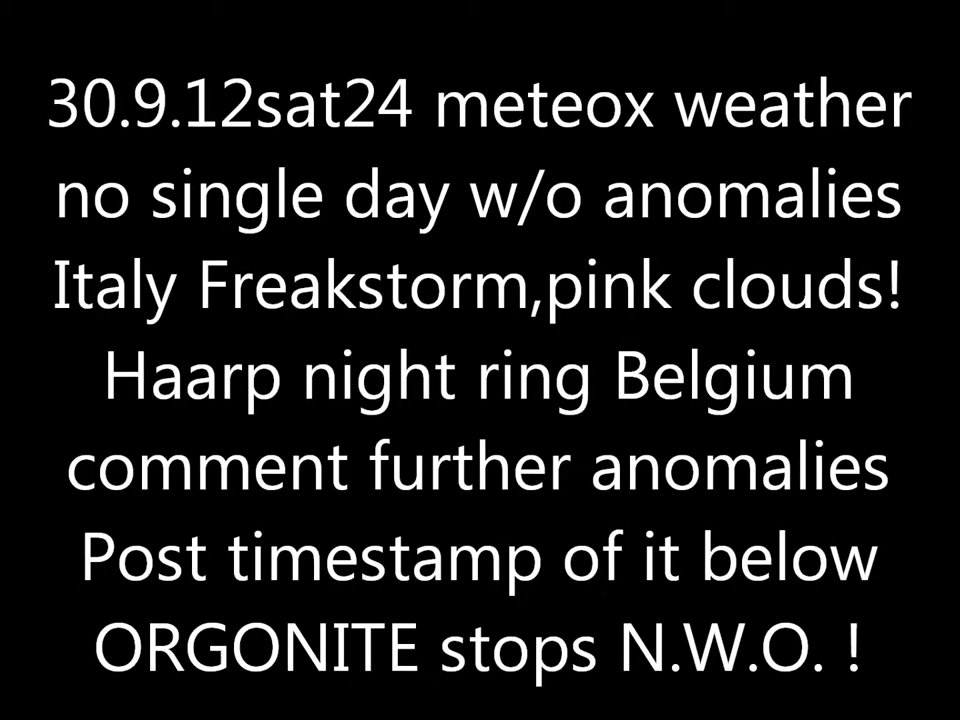 30.9.12sat24 meteox weather
no single day w/o anomalies
Italy Freakstorm,pink clouds!
Haarp night ring Belgium
comment further anomalies
Post timestamp of it below
ORGONITE stops N.W.O. !